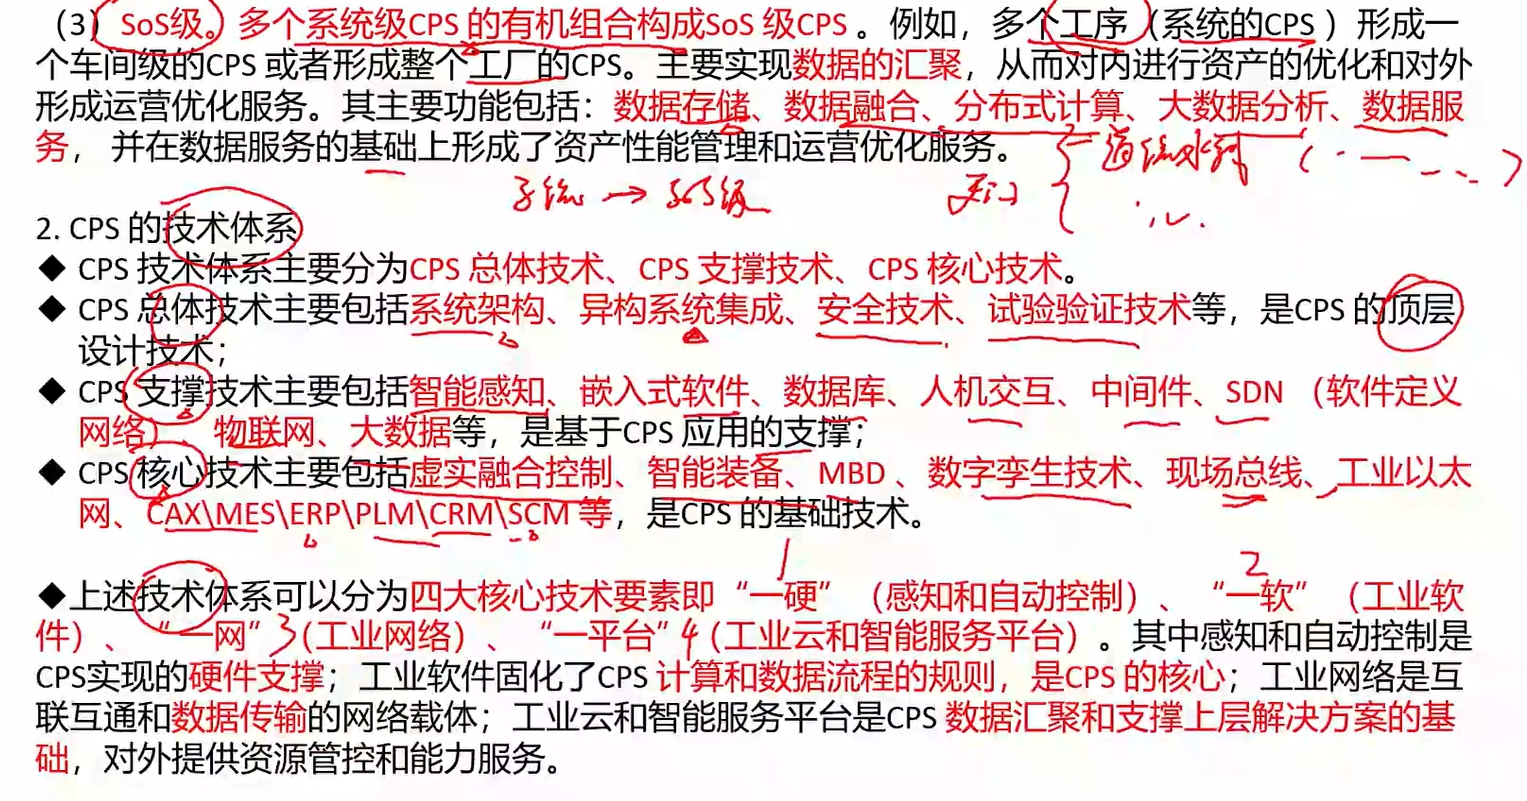 （3）SoS级。多个系统级CPS 的有机组合构成SoS 级CPS 。例如，多个工序（系统的CPS ）形成一
个车间级的CPS 或者形成整个工厂的CPS。主要实现数据的汇聚，从而对内进行资产的优化和对外
形成运营优化服务。其主要功能包括：数据存储、数据融合、分布式计算、大数据分析、数据服
务， 并在数据服务的基础上形成了资产性能管理和运营优化服务。
→
2. CPS 的技术体系
◆ CPS 技术体系主要分为CPS 总体技术、CPS 支撑技术、CPS 核心技术。
◆ CPS 总体技术主要包括系统架构、异构系统集成、安全技术、试验验证技术等，是CPS 的顶层
设计技术；
◆ CPS 支撑技术主要包括智能感知、嵌入式软件、数据库、人机交互、中间件、SDN （软件定义
网络）、物联网、大数据等，是基于CPS 应用的支撑；
◆ CPS 核心技术主要包括虚实融合控制、智能装备、MBD 、数字孪生技术、现场总线、工业以太
网、CAX\MES\ERP\PLM\CRM\SCM 等，是CPS 的基础技术。
1 2
◆上述技术体系可以分为四大核心技术要素即“一硬”（感知和自动控制）、“一软”（工业软
件）、“一网”3（工业网络）、“一平台”4（工业云和智能服务平台）。其中感知和自动控制是
CPS实现的硬件支撑；工业软件固化了CPS 计算和数据流程的规则，是CPS 的核心；工业网络是互
联互通和数据传输的网络载体；工业云和智能服务平台是CPS 数据汇聚和支撑上层解决方案的基
础，对外提供资源管控和能力服务。